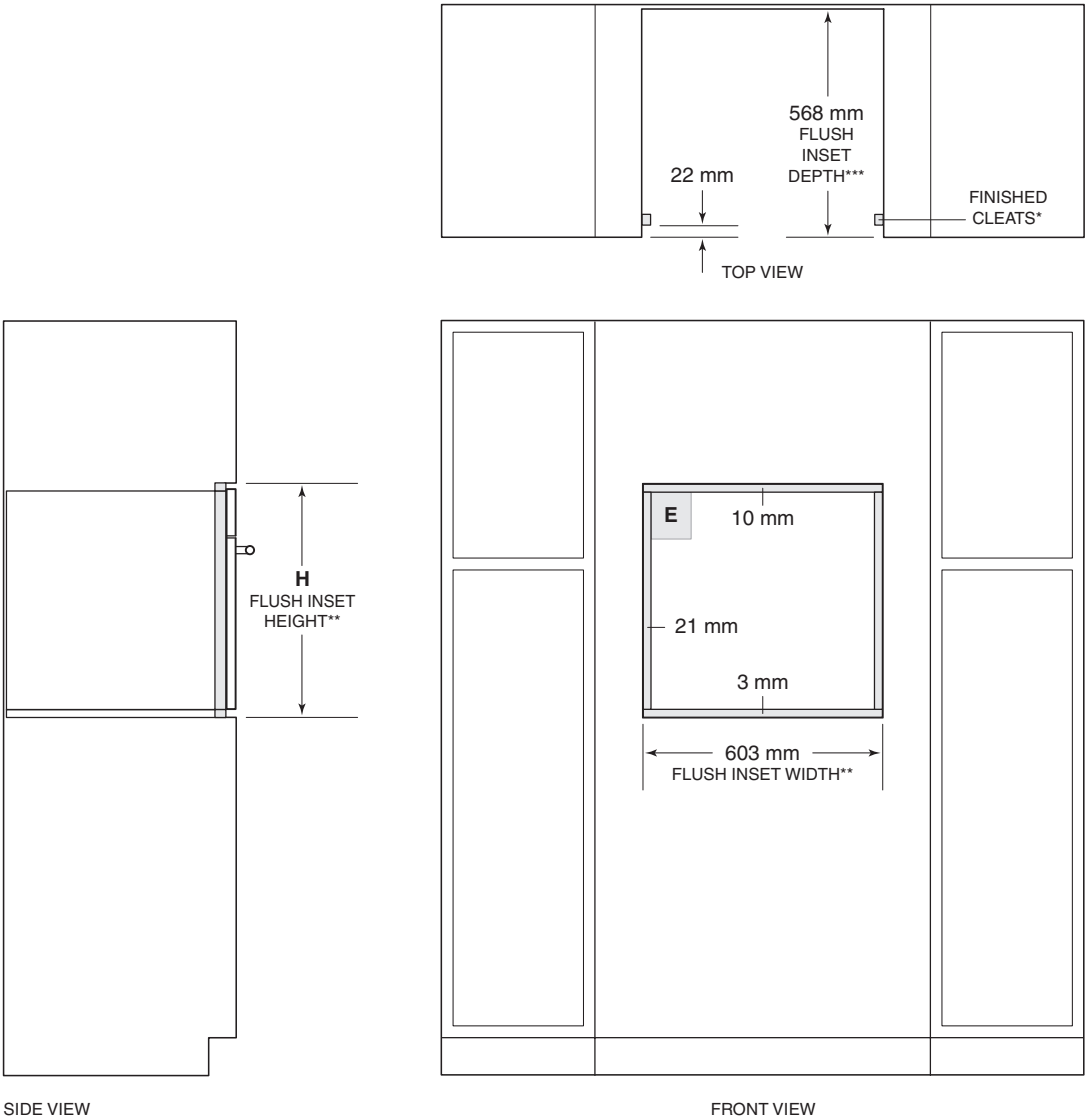 568 mm
FLUSH
INSET
DEPTH***
22 mm
FINISHED
CLEATS*
TOP VIEW
H
FLUSH INSET
HEIGHT**
E
10 mm
21 mm
3 mm
603 mm
FLUSH INSET WIDTH**
SIDE VIEW
FRONT VIEW